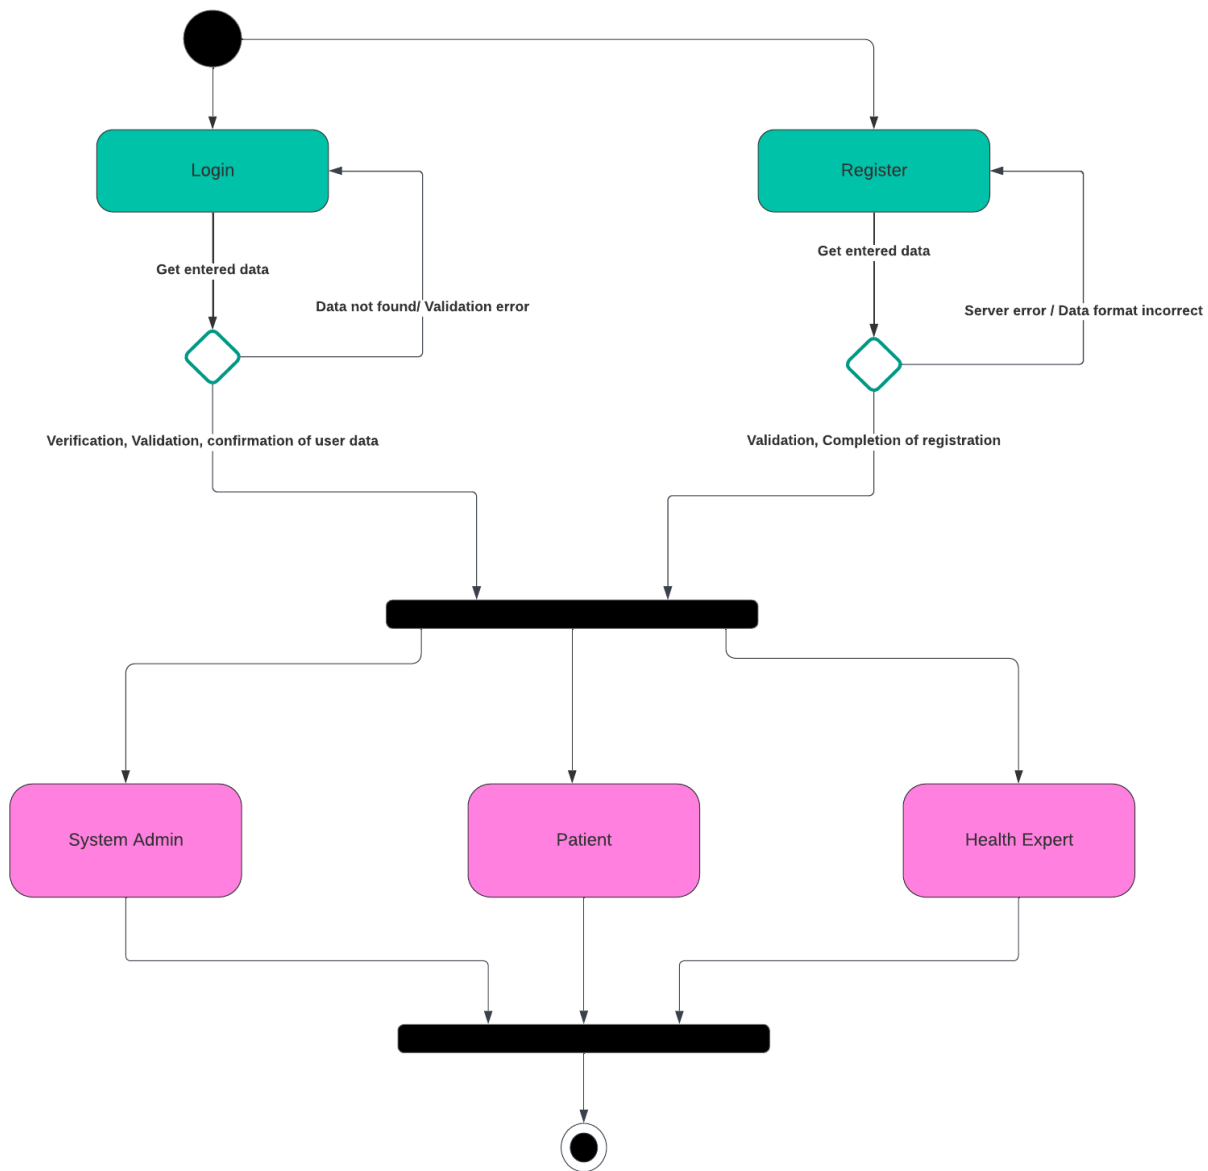 Login
Register
Get entered data
Get entered data
Data not found/ Validation error
Server error / Data format incorrect
Verification, Validation, confirmation of user data
Validation, Completion of registration
System Admin
Patient
Health Expert